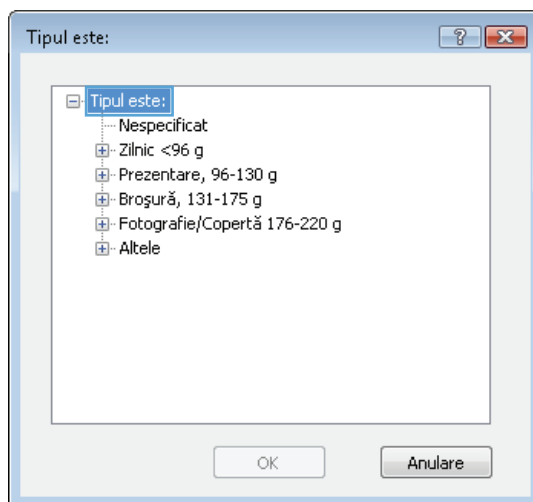 Tipul este:
Tipul este:
Nespecificat
Zilnic <96 g
Prezentare, 96-130 g
Broşură, 131-175 g
Fotografie/Copertă 176-220 g
Altele
OK
Anulare